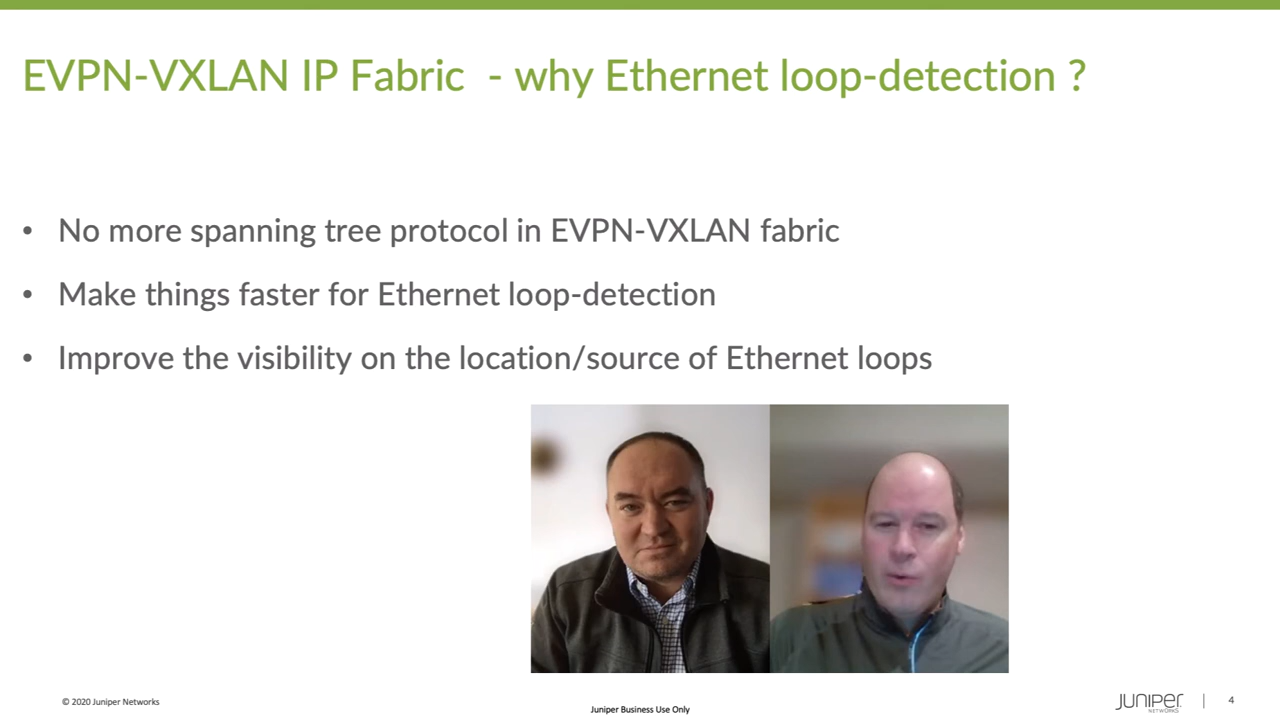 EVPN-VXLAN IP Fabric - why Ethernet loop-detection ?
• No more spanning tree protocol in EVPN-VXLAN fabric
• Make things faster for Ethernet loop-detection
• Improve the visibility on the location/source of Ethernet loops
© 2020 Juniper Networks
Juniper Business Use Only
JUNIPER
NETWORKS
4